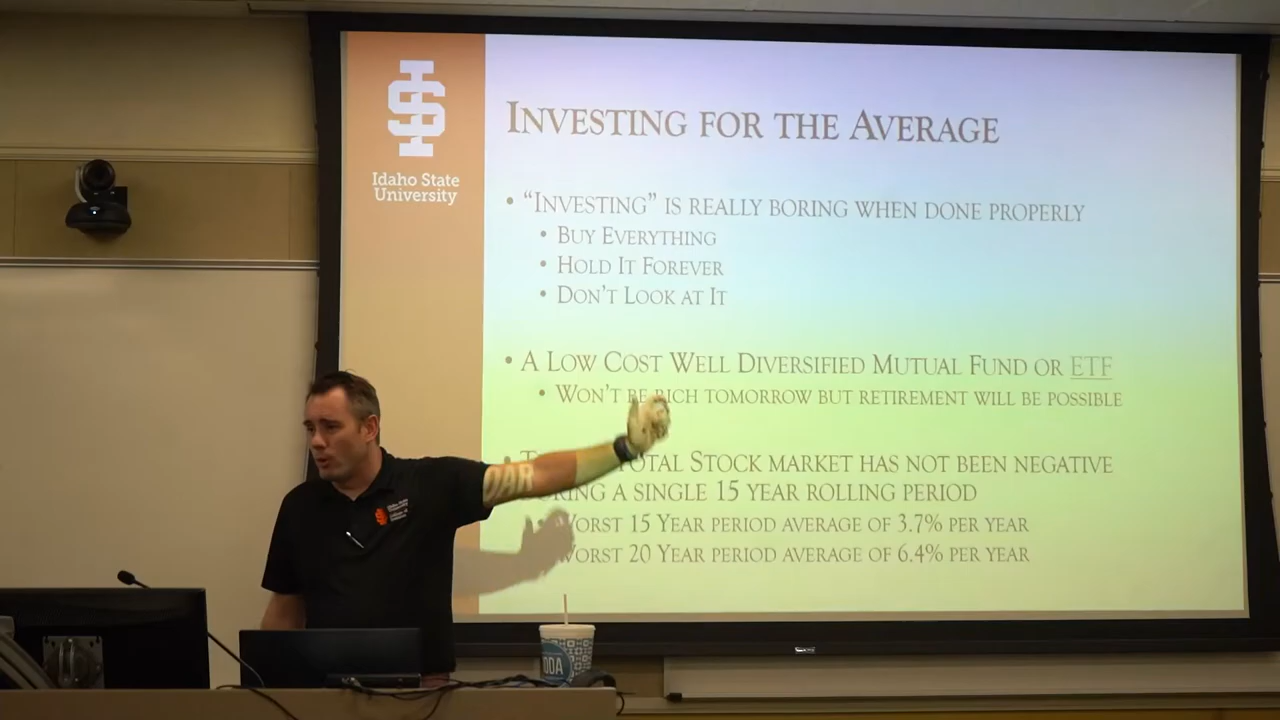 Idaho State
University
INVESTING FOR THE AVERAGE
• “INVESTING” IS REALLY BORING WHEN DONE PROPERLY
• BUY EVERYTHING
• HOLD IT FOREVER
• DON’T LOOK AT IT
• A LOW COST WELL DIVERSIFIED MUTUAL FUND OR ETF
• WON’T BE RICH TOMORROW BUT RETIREMENT WILL BE POSSIBLE
STOCK MARKET HAS NOT BEEN NEGATIVE
A SINGLE 15 YEAR ROLLING PERIOD
15 YEAR PERIOD AVERAGE OF 3.7% PER YEAR
20 YEAR PERIOD AVERAGE OF 6.4% PER YEAR